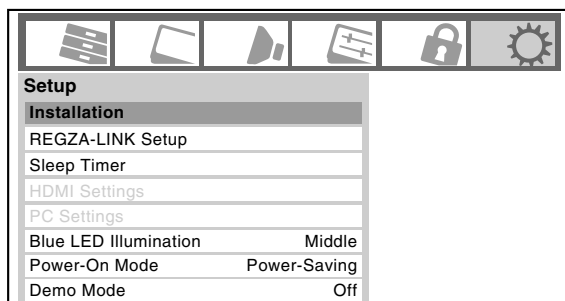 Setup
Installation
REGZA-LINK Setup
Sleep Timer
HDMI Settings
PC Settings
Blue LED Illumination Middle
Power-On Mode Power-Saving
Demo Mode Off